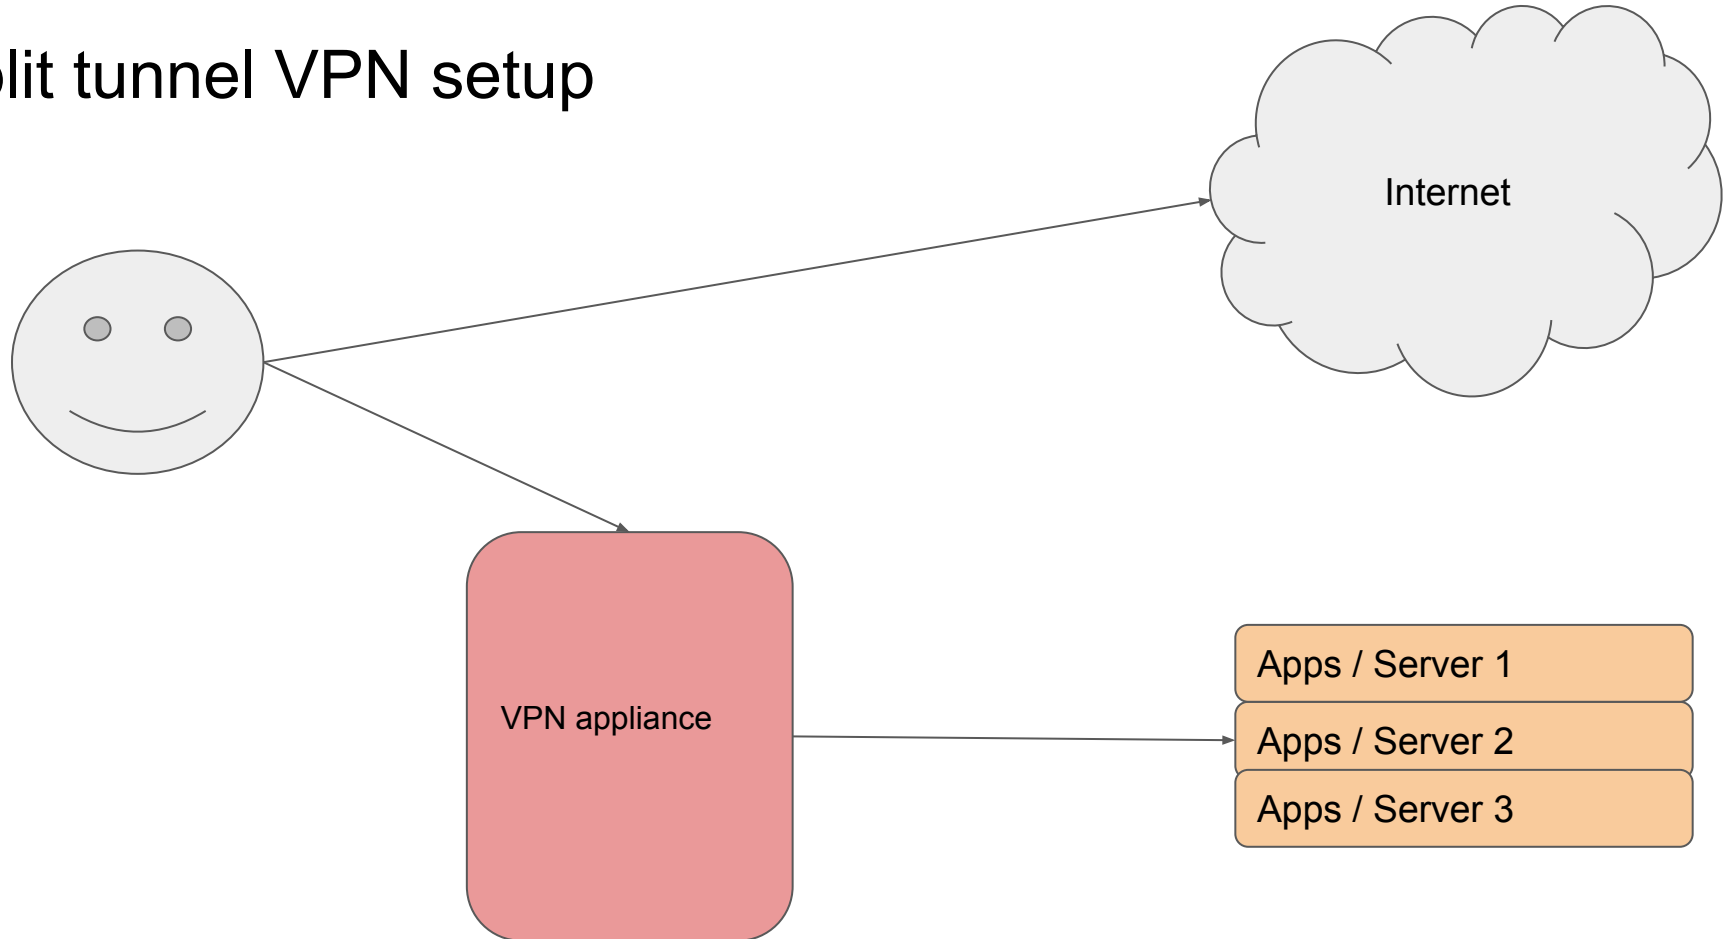 lit tunnel VPN setup
Internet
VPN appliance
Apps / Server 1
Apps / Server 2
Apps / Server 3